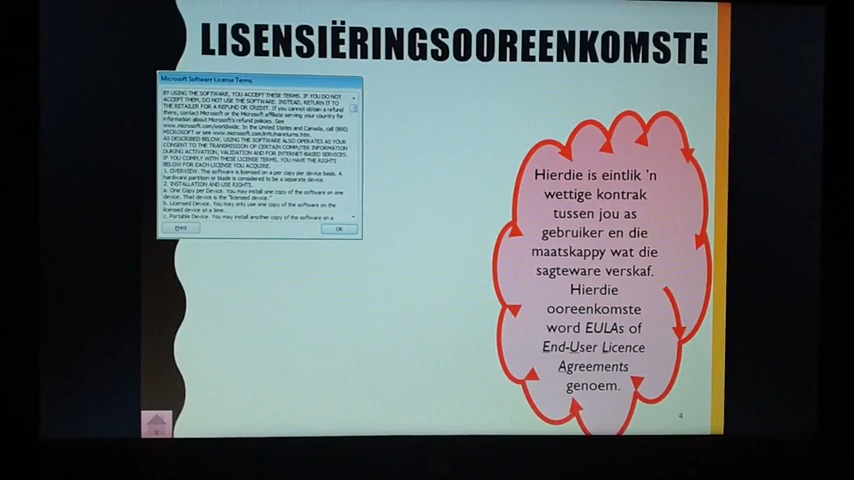 LISENSIËRINGSOOREENKOMSTE
Microsoft Software License Terms
BY USING THE SOFTWARE, YOU ACCEPT THESE TERMS. IF YOU DO NOT
ACCEPT THEM, DO NOT USE THE SOFTWARE. INSTEAD, RETURN IT TO
THE RETAILER FOR A REFUND OR CREDIT. If you cannot obtain a refund
there, contact Microsoft or the Microsoft affiliate serving your country for
information about Microsoft's refund policies. See
www.microsoft.com/worldwide. In the United States and Canada, call (800)
MICROSOFT or see www.microsoft.com/info/nareturns.htm.
AS DESCRIBED BELOW, USING THE SOFTWARE ALSO OPERATES AS YOUR
CONSENT TO THE TRANSMISSION OF CERTAIN COMPUTER INFORMATION
DURING ACTIVATION, VALIDATION AND FOR INTERNET-BASED SERVICES.
IF YOU COMPLY WITH THESE LICENSE TERMS, YOU HAVE THE RIGHTS
BELOW FOR EACH LICENSE YOU ACQUIRE.
1. OVERVIEW. The software is licensed on a per copy per device basis. A
hardware partition or blade is considered to be a separate device.
2. INSTALLATION AND USE RIGHTS.
a. One Copy per Device. You may install one copy of the software on one
device. That device is the "licensed device."
b. Licensed Device. You may only use one copy of the software on the
licensed device at a time.
c. Portable Device. You may install another copy of the software on a
Print
OK
Hierdie is eintlik 'n
wettige kontrak
tussen jou as
gebruiker en die
maatskappy wat die
sagteware verskaf.
Hierdie
ooreenkomste
word EULAs of
End-User Licence
Agreements
genoem.
4